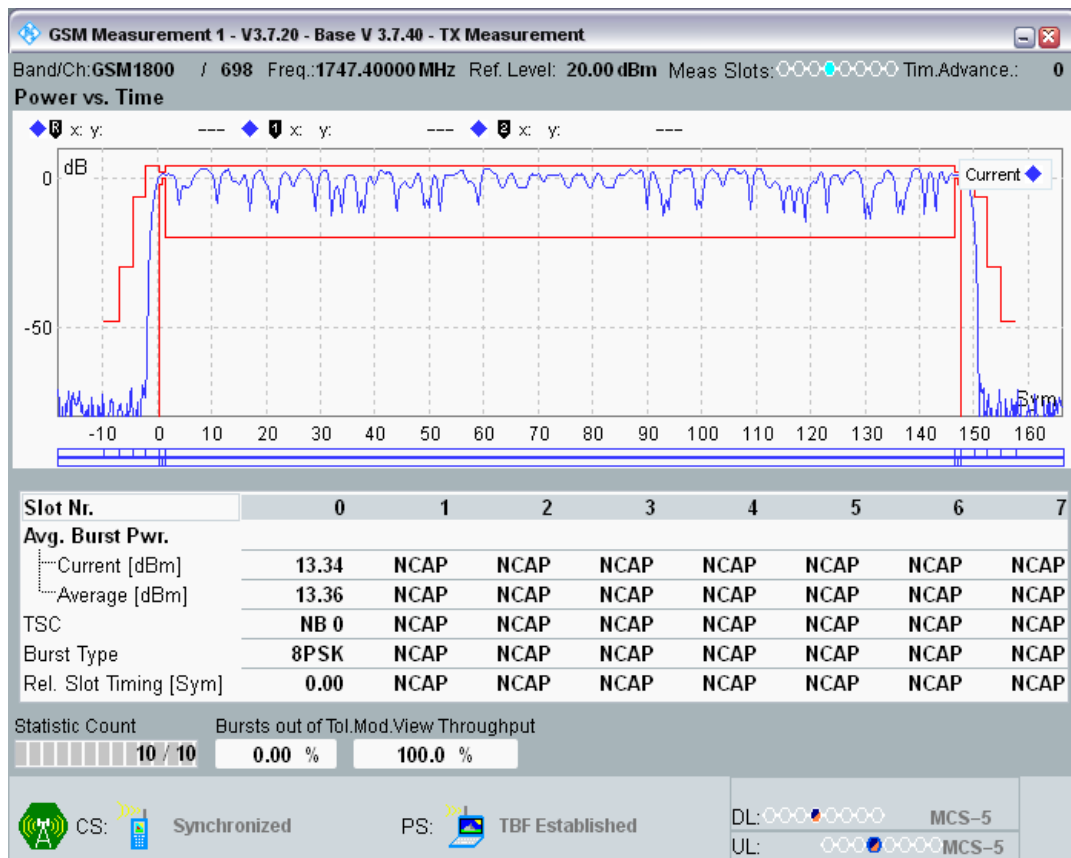 GSM Measurement 1 - V3.7.20 - Base V 3.7.40 - TX Measurement
Band/Ch:GSM1800 / 698 Freq.:1747.40000 MHz Ref. Level: 20.00 dBm Meas Slots: Tim.Advance.: 0
Power vs. Time
R x: y: --- 1 x: y: --- 2 x: y: ---
dB
0
Current
-50
Sym
-10 0 10 20 30 40 50 60 70 80 90 100 110 120 130 140 150 160
Slot Nr. 0 1 2 3 4 5 6 7
Avg. Burst Pwr.
Current [dBm] 13.34 NCAP NCAP NCAP NCAP NCAP NCAP NCAP
Average [dBm] 13.36 NCAP NCAP NCAP NCAP NCAP NCAP NCAP
TSC NB 0 NCAP NCAP NCAP NCAP NCAP NCAP NCAP
Burst Type 8PSK NCAP NCAP NCAP NCAP NCAP NCAP NCAP
Rel. Slot Timing [Sym] 0.00 NCAP NCAP NCAP NCAP NCAP NCAP NCAP
Statistic Count Bursts out of Tol. Mod.View Throughput
10 / 10 0.00 % 100.0 %
CS: Synchronized PS: TBF Established
DL: MCS-5
UL: MCS-5